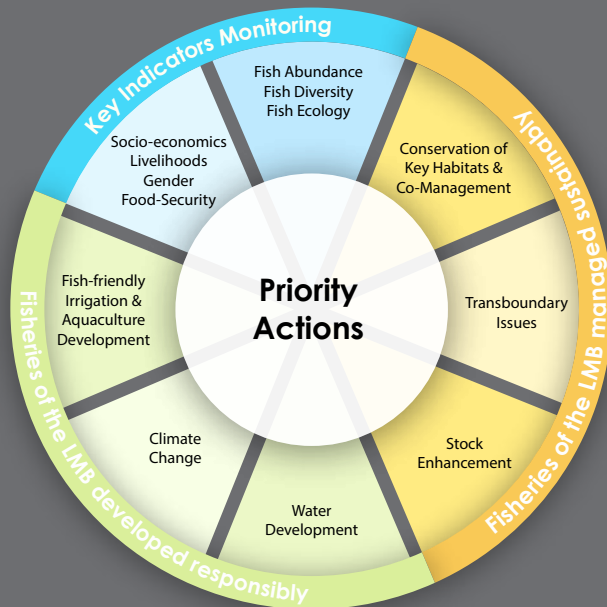 Key Indicators Monitoring
Fish Abundance
Fish Diversity
Fish Ecology
Socio-economics
Livelihoods
Gender
Food-Security
Conservation of
Key Habitats &
Co-Management
Fisheries of the LMB managed sustainably
Transboundary
Issues
Stock
Enhancement
Priority
Actions
Fish-friendly
Irrigation &
Aquaculture
Development
Climate
Change
Water
Development
Fisheries of the LMB developed responsibly